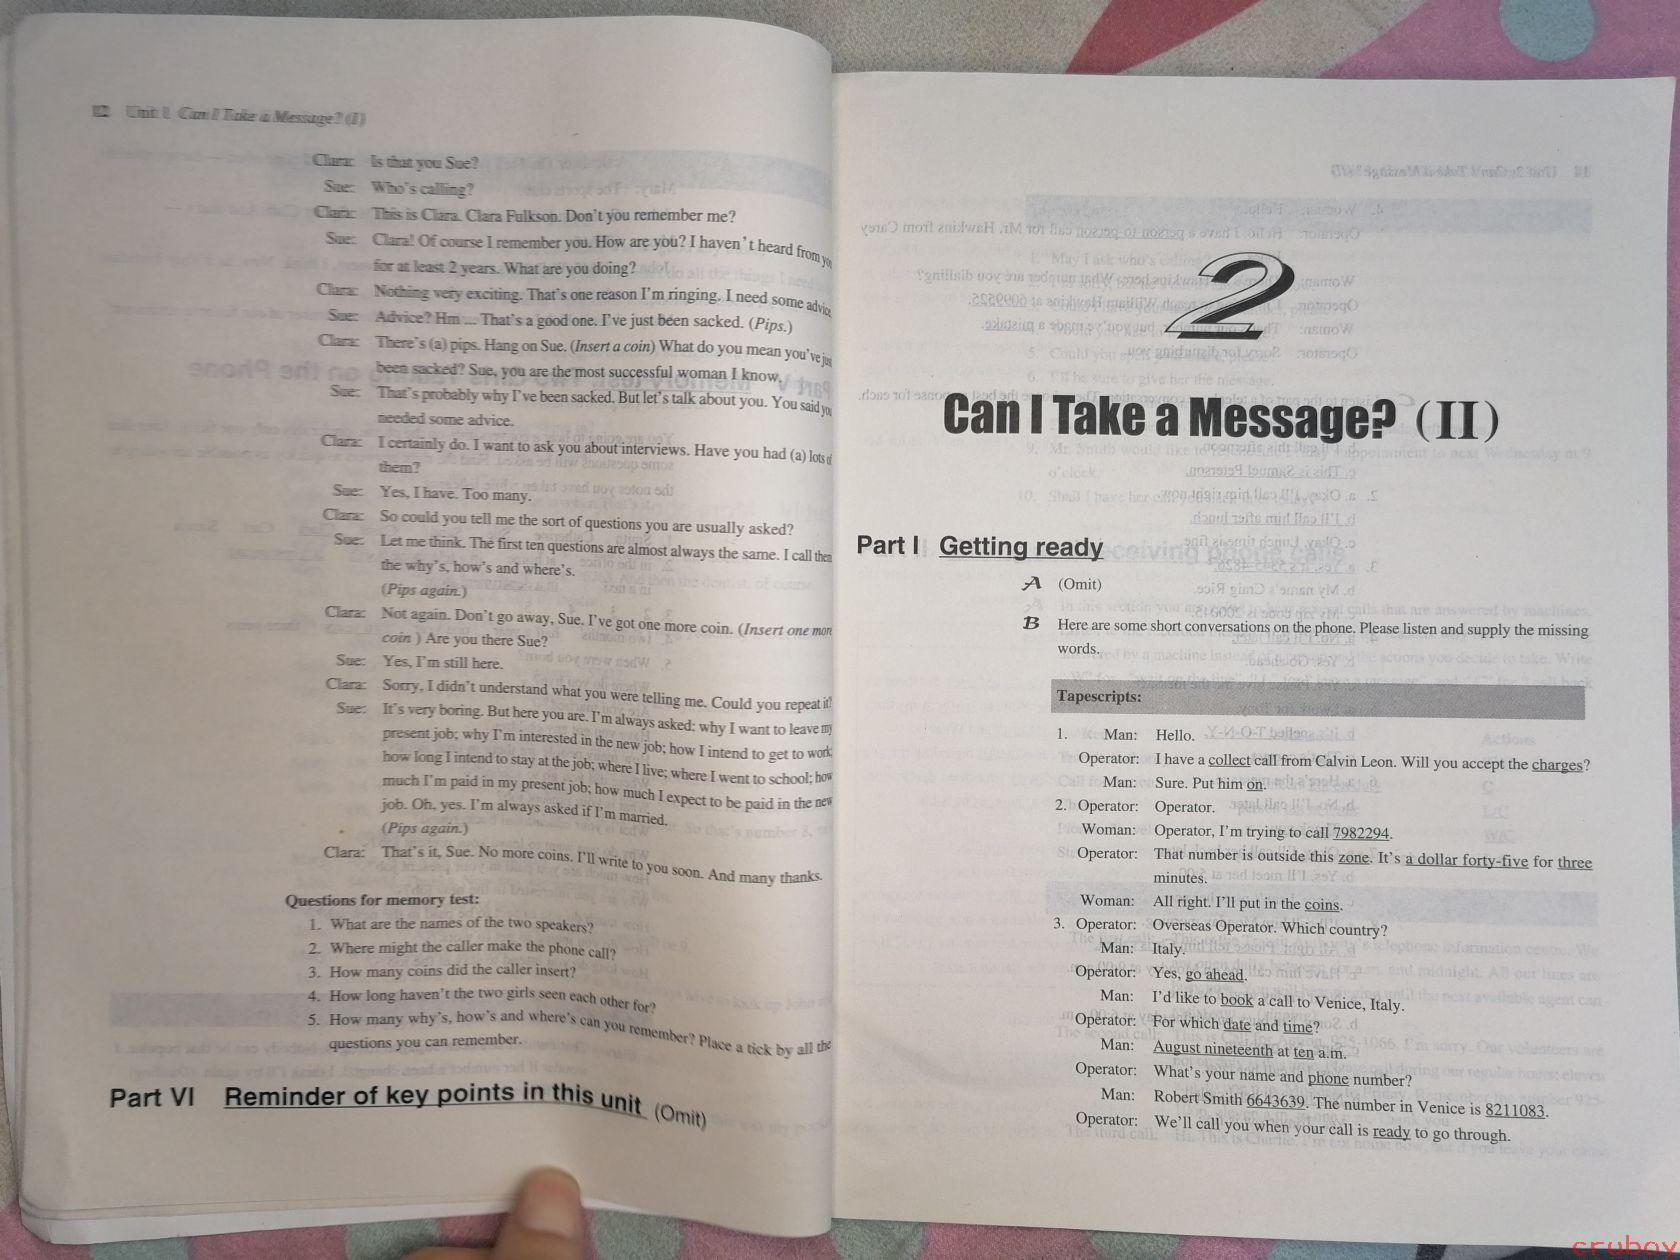 12 Unit 1 Can I Take a Message? (I)
Clara: Is that you Sue?
Sue: Who's calling?
Clara: This is Clara. Clara Fulkson. Don't you remember me?
Sue: Clara! Of course I remember you. How are you? I haven't heard from you
for at least 2 years. What are you doing?
Clara: Nothing very exciting. That's one reason I'm ringing. I need some advice.
Sue: Advice? Hm ... That's a good one. I've just been sacked. (Pips.)
Clara: There's (a) pips. Hang on Sue. (Insert a coin) What do you mean you've just
been sacked? Sue, you are the most successful woman I know.
Sue: That's probably why I've been sacked. But let's talk about you. You said you
needed some advice.
Clara: I certainly do. I want to ask you about interviews. Have you had (a) lots of
them?
Sue: Yes, I have. Too many.
Clara: So could you tell me the sort of questions you are usually asked?
Sue: Let me think. The first ten questions are almost always the same. I call them
the why's, how's and where's.
(Pips again.)
Clara: Not again. Don't go away, Sue. I've got one more coin. (Insert one more
coin ) Are you there Sue?
Sue: Yes, I'm still here.
Clara: Sorry, I didn't understand what you were telling me. Could you repeat it?
Sue: It's very boring. But here you are. I'm always asked: why I want to leave my
present job; why I'm interested in the new job; how I intend to get to work;
how long I intend to stay at the job; where I live; where I went to school; how
much I'm paid in my present job; how much I expect to be paid in the new
job. Oh, yes. I'm always asked if I'm married.
(Pips again.)
Clara: That's it, Sue. No more coins. I'll write to you soon. And many thanks.
Questions for memory test:
1. What are the names of the two speakers?
2. Where might the caller make the phone call?
3. How many coins did the caller insert?
4. How long haven't the two girls seen each other for?
5. How many why's, how's and where's can you remember? Place a tick by all the
questions you can remember.
Part VI Reminder of key points in this unit (Omit)
2
Can I Take a Message? (II)
Part I Getting ready
A (Omit)
B Here are some short conversations on the phone. Please listen and supply the missing
words.
Tapescripts:
1. Man: Hello.
Operator: I have a collect call from Calvin Leon. Will you accept the charges?
Man: Sure. Put him on.
2. Operator: Operator.
Woman: Operator, I'm trying to call 7982294.
Operator: That number is outside this zone. It's a dollar forty-five for three
minutes.
Woman: All right. I'll put in the coins.
3. Operator: Overseas Operator. Which country?
Man: Italy.
Operator: Yes, go ahead.
Man: I'd like to book a call to Venice, Italy.
Operator: For which date and time?
Man: August nineteenth at ten a.m.
Operator: What's your name and phone number?
Man: Robert Smith 6643639. The number in Venice is 8211083.
Operator: We'll call you when your call is ready to go through.
cruboy